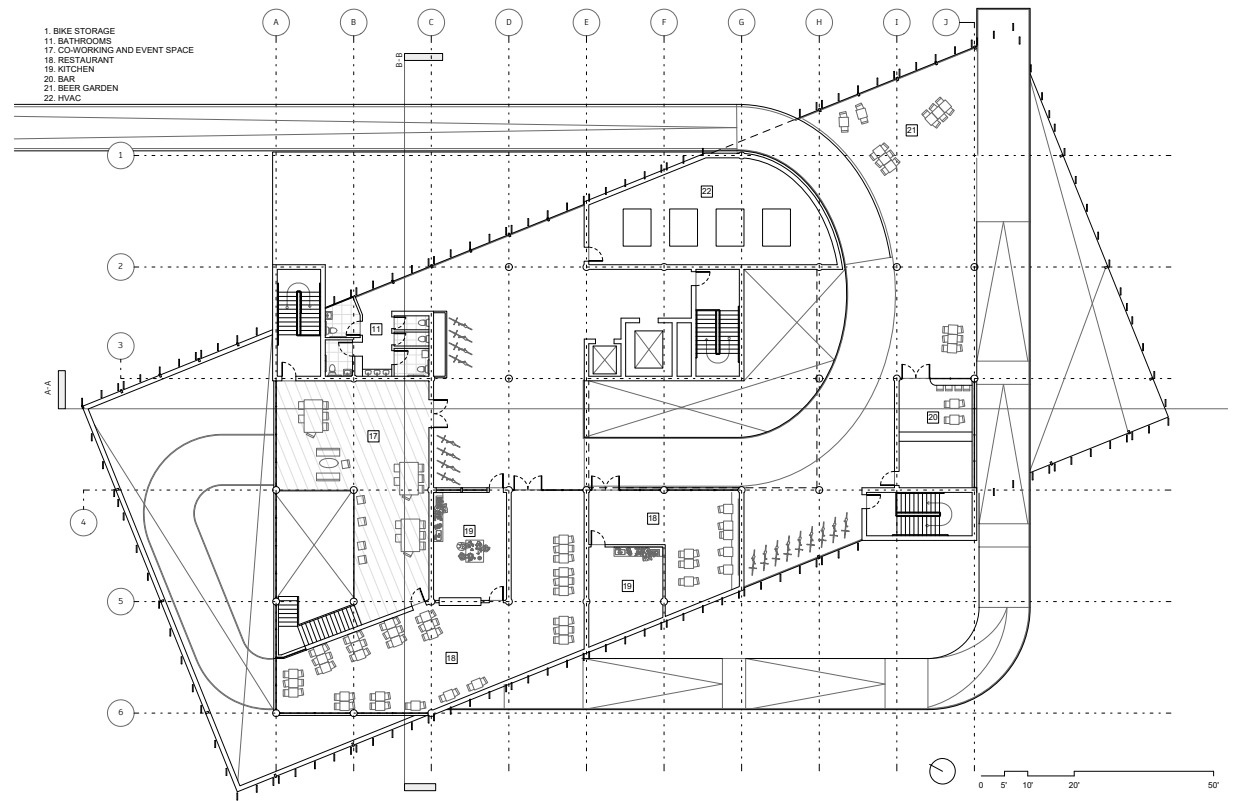 A B C D E F G H I J
1. BIKE STORAGE
11. BATHROOMS
17. CO-WORKING AND EVENT SPACE
18. RESTAURANT
19. KITCHEN
20. BAR
21. BEER GARDEN
22. HVAC
B-B
21
1
22
2
11
3
A-A
20
17
4
18
19
19
5
18
6
0 5' 10' 20' 50'